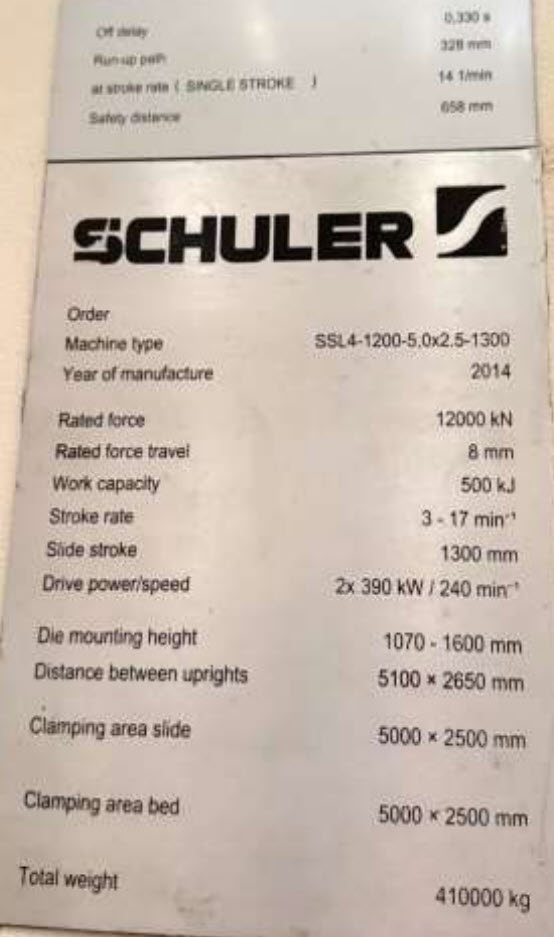 Off delay 0,330 s
Run-up path 328 mm
at stroke rate ( SINGLE STROKE ) 14 1/min
Safety distance 658 mm
SCHULER
Order
Machine type SSL4-1200-5,0x2.5-1300
Year of manufacture 2014
Rated force 12000 kN
Rated force travel 8 mm
Work capacity 500 kJ
Stroke rate 3 - 17 min⁻¹
Slide stroke 1300 mm
Drive power/speed 2x 390 kW / 240 min⁻¹
Die mounting height 1070 - 1600 mm
Distance between uprights 5100 × 2650 mm
Clamping area slide 5000 × 2500 mm
Clamping area bed 5000 × 2500 mm
Total weight 410000 kg